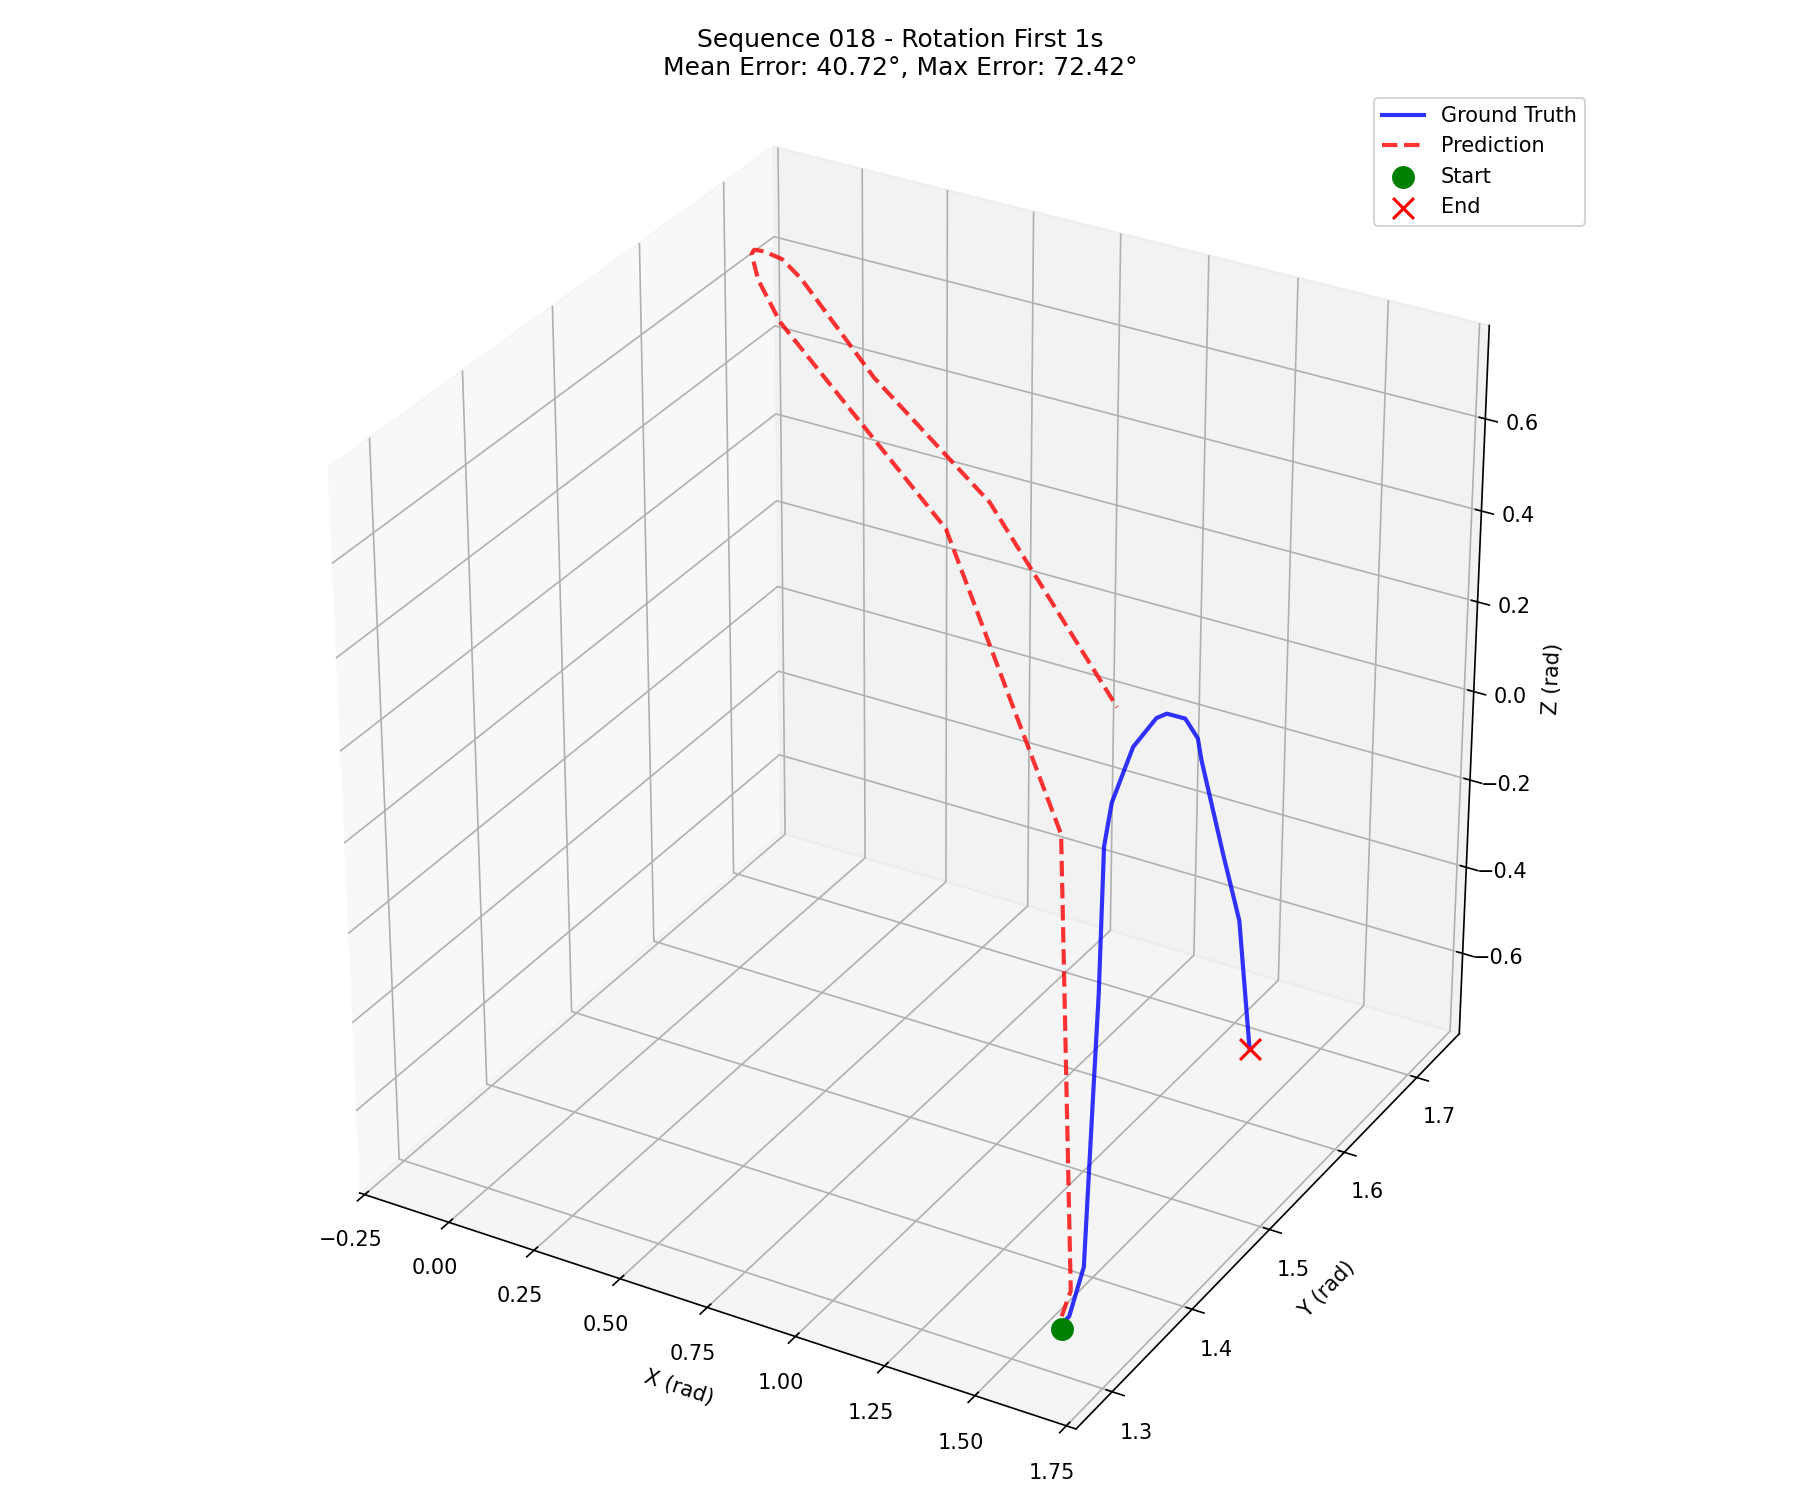 Sequence 018 - Rotation First 1s
Mean Error: 40.72°, Max Error: 72.42°
Ground Truth
Prediction
Start
End
0.6
0.4
0.2
0.0
−0.2
−0.4
−0.6
Z (rad)
1.7
1.6
1.5
1.4
1.3
Y (rad)
−0.25
0.00
0.25
0.50
0.75
1.00
1.25
1.50
1.75
X (rad)